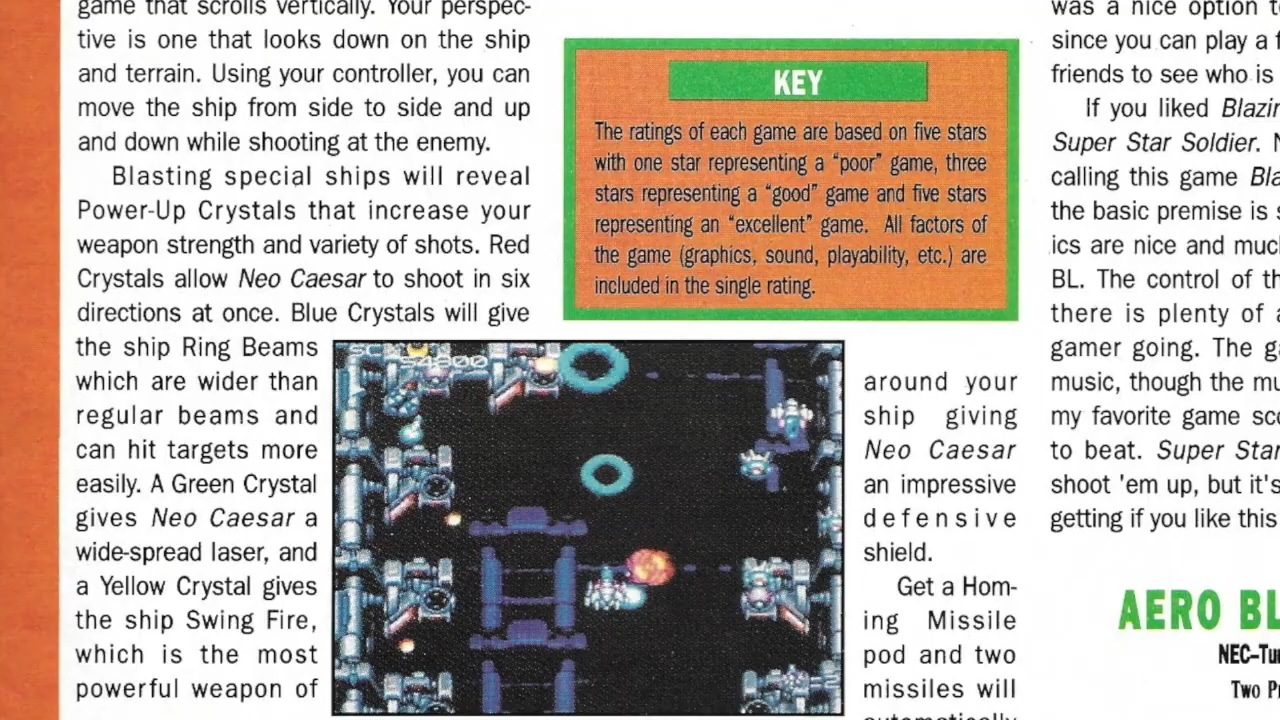 game that scrolls vertically. Your perspec-
tive is one that looks down on the ship
and terrain. Using your controller, you can
move the ship from side to side and up
and down while shooting at the enemy.
Blasting special ships will reveal
Power-Up Crystals that increase your
weapon strength and variety of shots. Red
Crystals allow Neo Caesar to shoot in six
directions at once. Blue Crystals will give
the ship Ring Beams
which are wider than
regular beams and
can hit targets more
easily. A Green Crystal
gives Neo Caesar a
wide-spread laser, and
a Yellow Crystal gives
the ship Swing Fire,
which is the most
powerful weapon of
KEY
The ratings of each game are based on five stars
with one star representing a "poor" game, three
stars representing a "good" game and five stars
representing an "excellent" game. All factors of
the game (graphics, sound, playability, etc.) are
included in the single rating.
54800
around your
ship giving
Neo Caesar
an impressive
defensive
shield.
Get a Hom-
ing Missile
pod and two
missiles will
automatically
was a nice option
since you can play a
friends to see who is
If you liked
Super Star Soldier.
calling this game
the basic premise is
ics are nice and
BL. The control of
there is plenty of
gamer going. The
music, though the
my favorite game
to beat. Super Star
shoot 'em up, but it's
getting if you like this
AERO